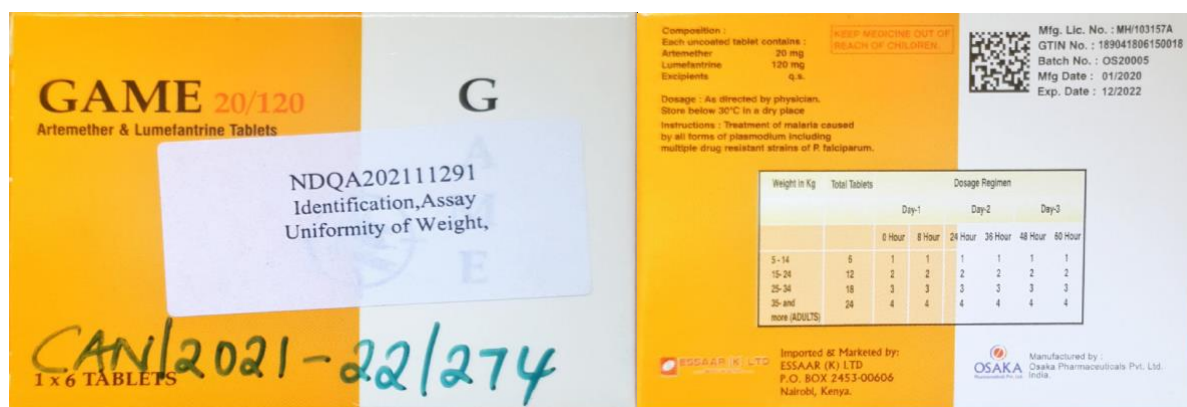 GAME 20/120
Artemether & Lumefantrine Tablets
G
A
M
E
NDQA202111291
Identification,Assay
Uniformity of Weight,
CAN/2021-22/274
1 x 6 TABLETS
Composition :
Each uncoated tablet contains :
Artemether 20 mg
Lumefantrine 120 mg
Excipients q.s.
KEEP MEDICINE OUT OF
REACH OF CHILDREN.
Dosage : As directed by physician.
Store below 30°C in a dry place
Instructions : Treatment of malaria caused
by all forms of plasmodium including
multiple drug resistant strains of P. falciparum.
Mfg. Lic. No. : MH/103157A
GTIN No. : 189041806150018
Batch No. : OS20005
Mfg Date : 01/2020
Exp. Date : 12/2022
Weight in Kg Total Tablets Dosage Regimen
Day-1 Day-2 Day-3
0 Hour 8 Hour 24 Hour 36 Hour 48 Hour 60 Hour
5-14 6 1 1 1 1 1 1
15-24 12 2 2 2 2 2 2
25-34 18 3 3 3 3 3 3
35- and 24 4 4 4 4 4 4
more (ADULTS)
ESSAAR (K) LTD
Imported & Marketed by:
ESSAAR (K) LTD
P.O. BOX 2453-00606
Nairobi, Kenya.
OSAKA
Pharmaceuticals Pvt. Ltd.
Manufactured by :
Osaka Pharmaceuticals Pvt. Ltd.
India.